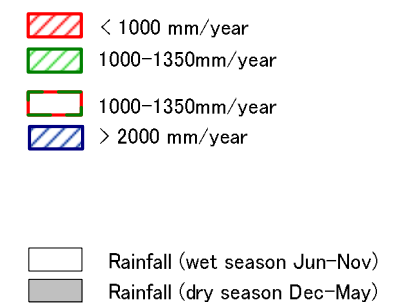 < 1000 mm/year
1000-1350mm/year
1000-1350mm/year
> 2000 mm/year
Rainfall (wet season Jun-Nov)
Rainfall (dry season Dec-May)